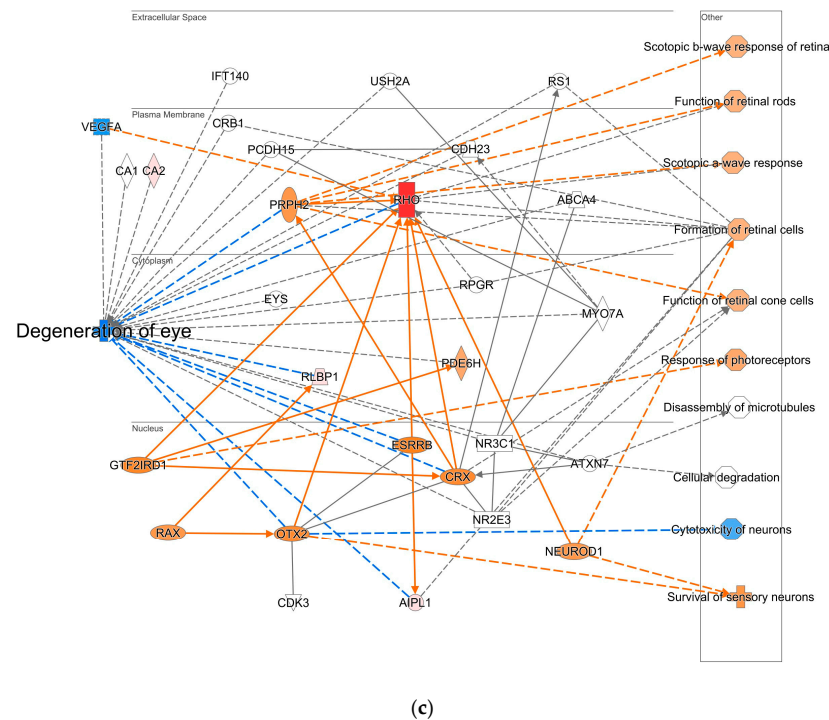 Extracellular Space
Other
Scotopic b-wave response of retina
IFT140
USH2A
RS1
Function of retinal rods
Plasma Membrane
VEGFA
CRB1
PCDH15
CDH23
Scotopic a-wave response
CA1
CA2
PRPH2
RHO
ABCA4
Formation of retinal cells
Cytoplasm
RPGR
EYS
MYO7A
Function of retinal cone cells
Degeneration of eye
RLBP1
PDE6H
Response of photoreceptors
Disassembly of microtubules
Nucleus
ESRRB
NR3C1
GTF2IRD1
CRX
ATXN7
Cellular degradation
NR2E3
RAX
OTX2
Cytotoxicity of neurons
NEUROD1
CDK3
AIPL1
Survival of sensory neurons
(c)